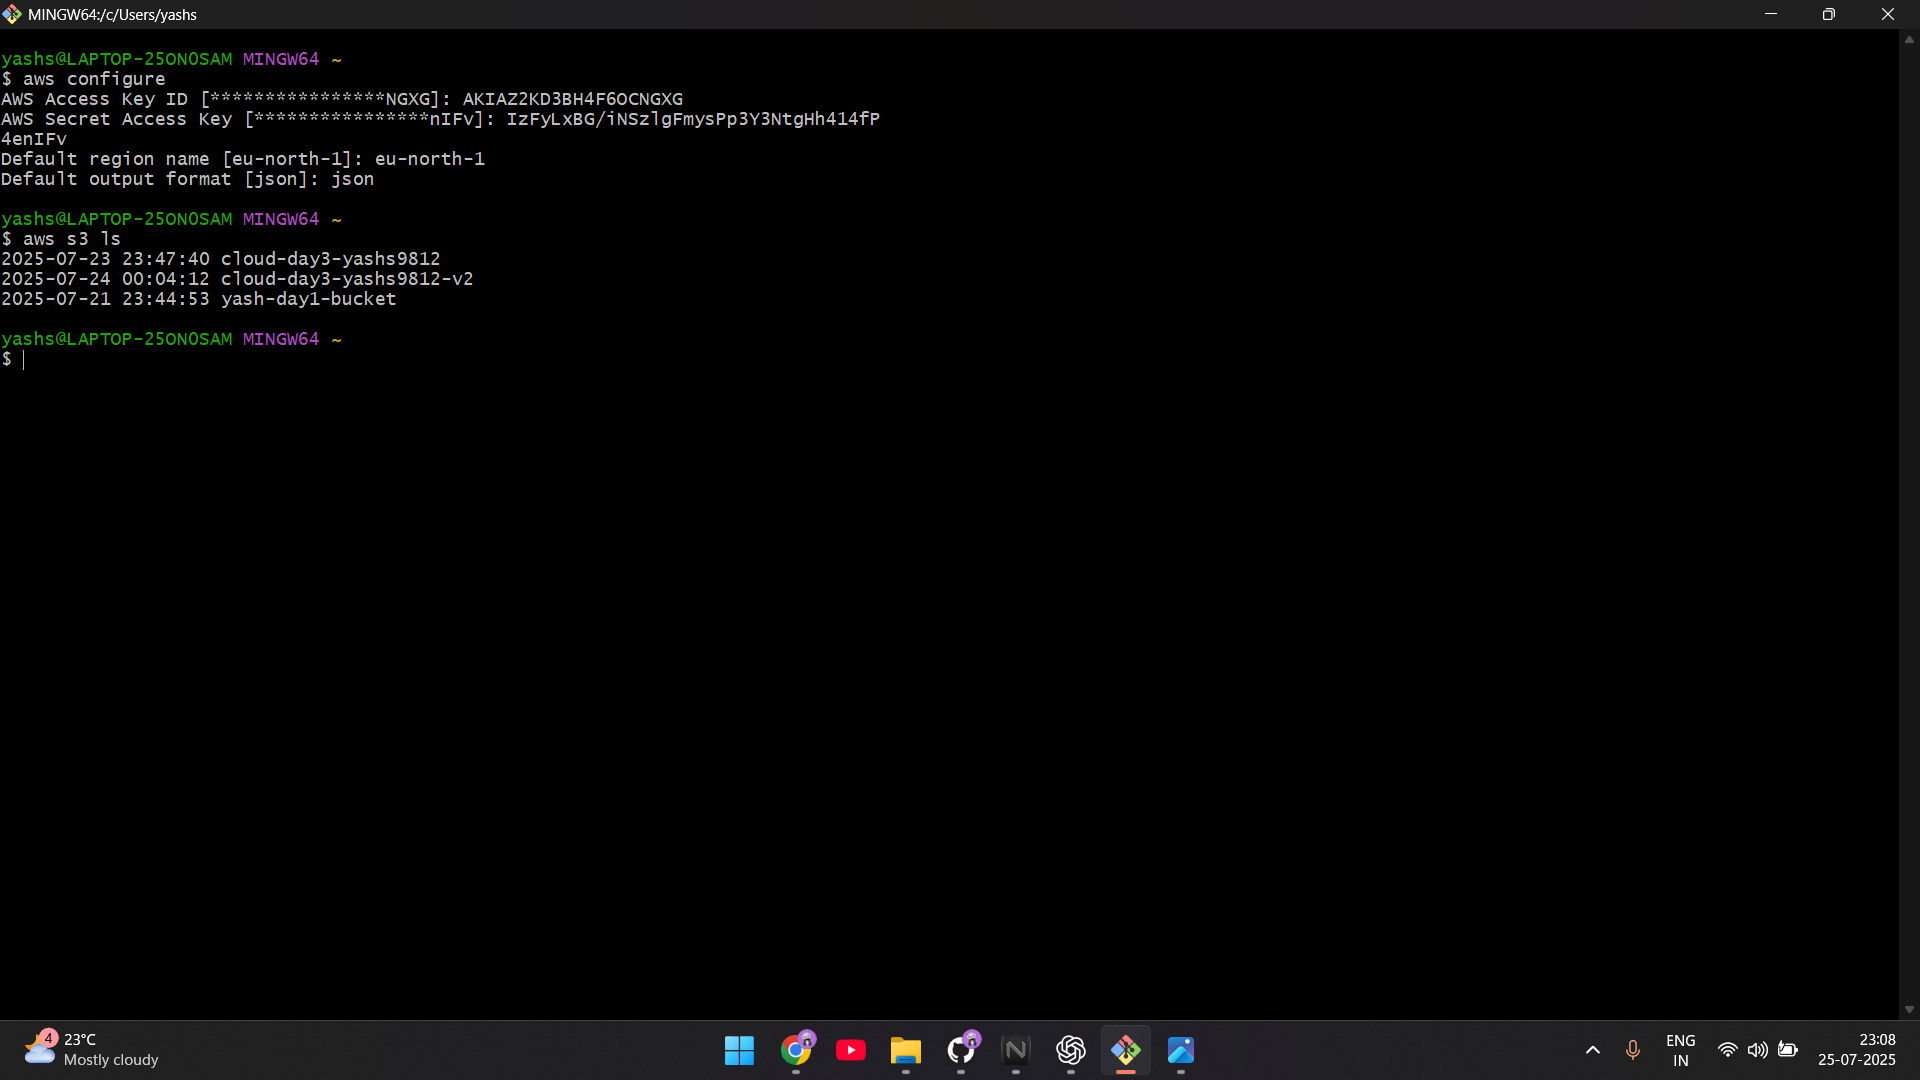 MINGW64:/c/Users/yashs
yashs@LAPTOP-25ON0SAM MINGW64 ~
$ aws configure
AWS Access Key ID [****************NGXG]: AKIAZ2KD3BH4F6OCNGXG
AWS Secret Access Key [****************nIFv]: IzFyLxBG/iNSzlgFmysPp3Y3NtgHh414fP
4enIFv
Default region name [eu-north-1]: eu-north-1
Default output format [json]: json
yashs@LAPTOP-25ON0SAM MINGW64 ~
$ aws s3 ls
2025-07-23 23:47:40 cloud-day3-yashs9812
2025-07-24 00:04:12 cloud-day3-yashs9812-v2
2025-07-21 23:44:53 yash-day1-bucket
yashs@LAPTOP-25ON0SAM MINGW64 ~
$
4
23°C
Mostly cloudy
ENG
IN
23:08
25-07-2025